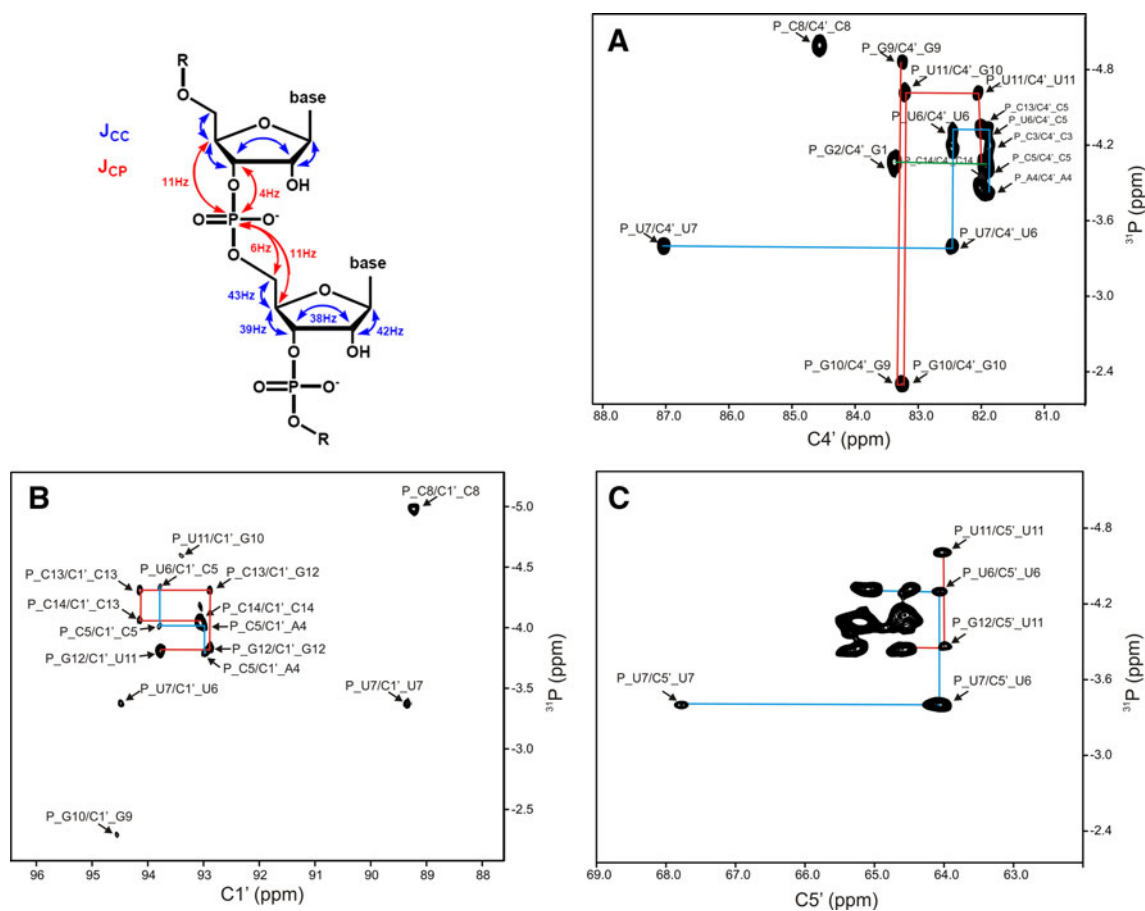 R
O
base
O
J_CC
J_CP
O
OH
11Hz
4Hz
O=P-O⁻
6Hz
11Hz
O
base
43Hz
O
39Hz
38Hz
42Hz
O
OH
O=P-O⁻
O
R
A
P_C8/C4'_C8
P_G9/C4'_G9
P_U11/C4'_G10
P_U11/C4'_U11
P_C13/C4'_C5
P_U6/C4'_U6
P_U6/C4'_C5
P_C3/C4'_C3
P_G2/C4'_G1
P_C14/C4'_C14
P_C5/C4'_C5
P_A4/C4'_A4
P_U7/C4'_U7
P_U7/C4'_U6
P_G10/C4'_G9
P_G10/C4'_G10
-4.8
-4.2
-3.6
-3.0
-2.4
³¹P (ppm)
88.0 87.0 85.0 84.0 83.0 82.0 81.0
C4' (ppm)
B
P_C8/C1'_C8
P_U11/C1'_G10
P_U6/C1'_C5
P_C13/C1'_C13
P_C13/C1'_G12
P_C14/C1'_C13
P_C14/C1'_C14
P_C5/C1'_C5
P_C5/C1'_A4
P_G12/C1'_U11
P_G12/C1'_G12
P_C5/C1'_A4
P_U7/C1'_U6
P_U7/C1'_U7
P_G10/C1'_G9
-5.0
-4.5
-4.0
-3.5
-3.0
-2.5
³¹P (ppm)
96 94 93 92 91 90 89 88
C1' (ppm)
C
P_U11/C5'_U11
P_U6/C5'_U6
P_G12/C5'_U11
P_U7/C5'_U7
P_U7/C5'_U6
-4.8
-4.2
-3.6
-3.0
-2.4
³¹P (ppm)
69.0 68.0 67.0 66.0 65.0 64.0
C5' (ppm)